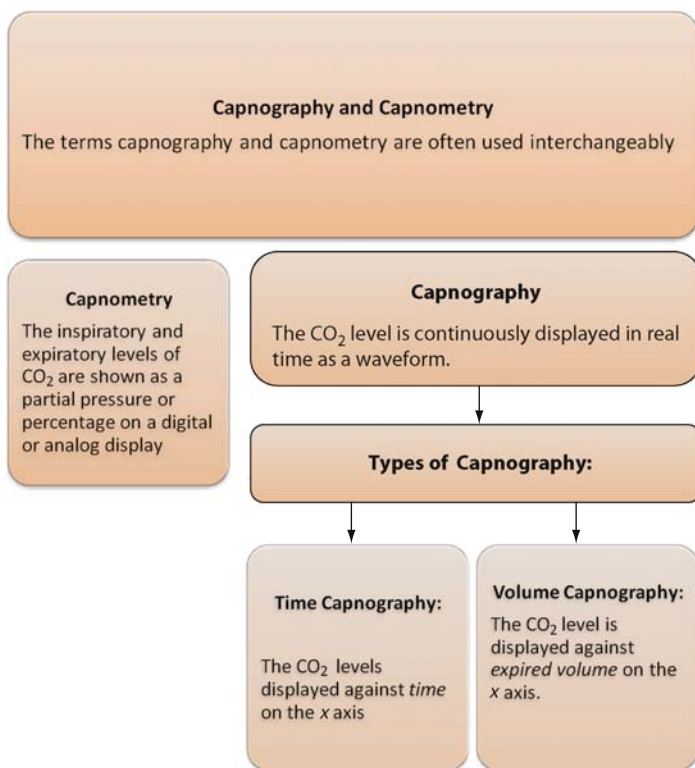 Capnography and Capnometry
The terms capnography and capnometry are often used interchangeably
Capnometry
The inspiratory and
expiratory levels of
CO₂ are shown as a
partial pressure or
percentage on a digital
or analog display
Capnography
The CO₂ level is continuously displayed in real
time as a waveform.
Types of Capnography:
Time Capnography:
The CO₂ levels
displayed against time
on the x axis
Volume Capnography:
The CO₂ level is
displayed against
expired volume on the
x axis.